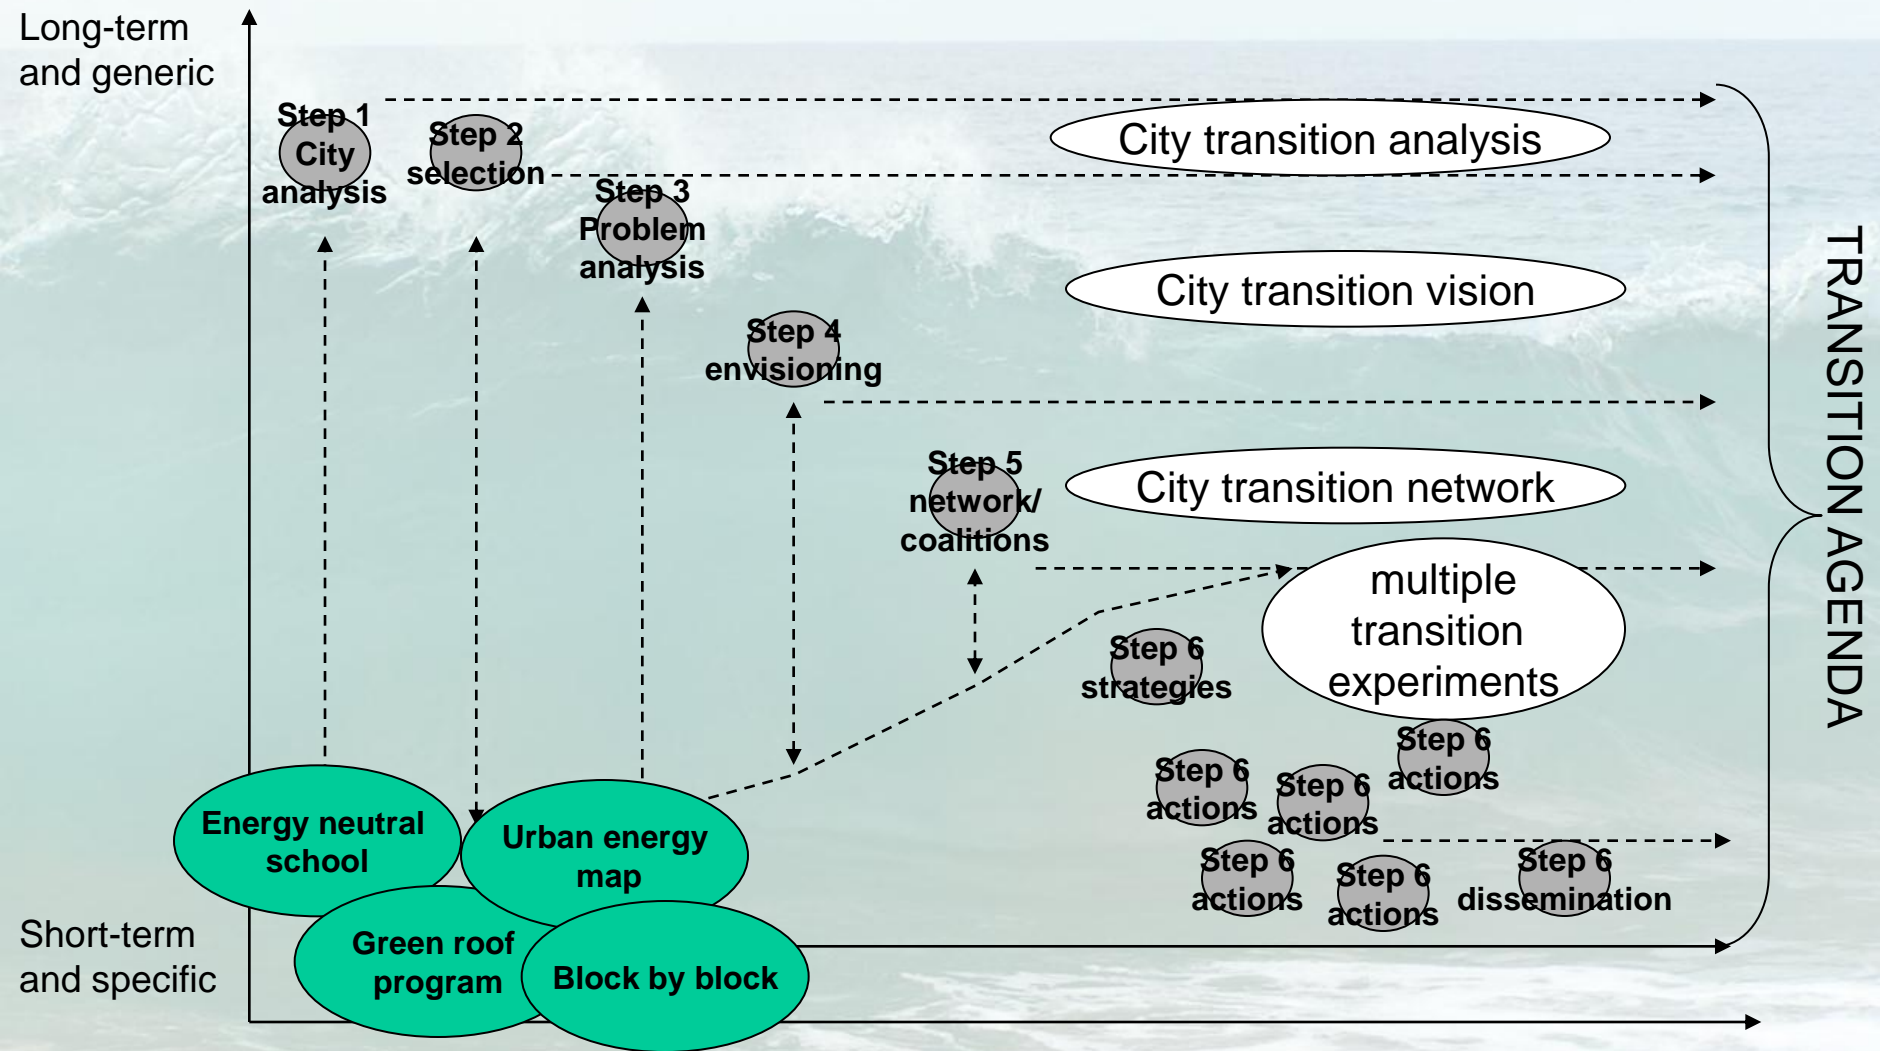 Long-term
and generic
Step 1
City
analysis
Step 2
selection
Step 3
Problem
analysis
Step 4
envisioning
Step 5
network/
coalitions
City transition analysis
City transition vision
City transition network
multiple
transition
experiments
Step 6
strategies
Step 6
actions
Step 6
actions
Step 6
actions
Step 6
actions
Step 6
actions
Step 6
dissemination
TRANSITION AGENDA
Energy neutral
school
Urban energy
map
Green roof
program
Block by block
Short-term
and specific